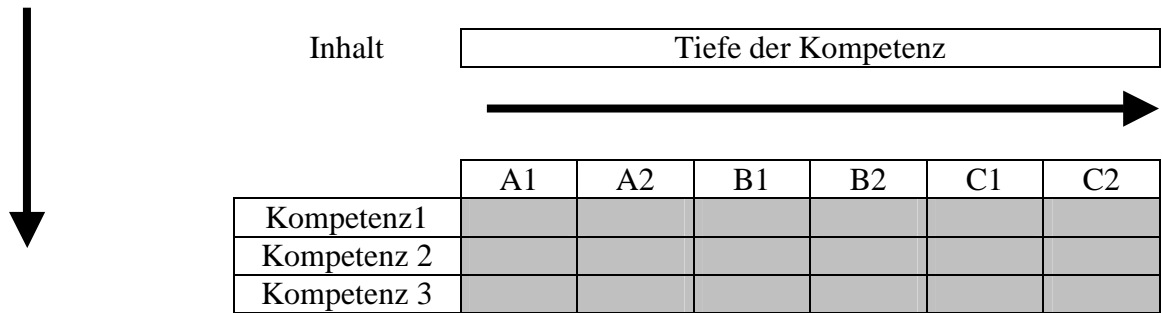 Inhalt Tiefe der Kompetenz
A1 A2 B1 B2 C1 C2
Kompetenz1
Kompetenz 2
Kompetenz 3